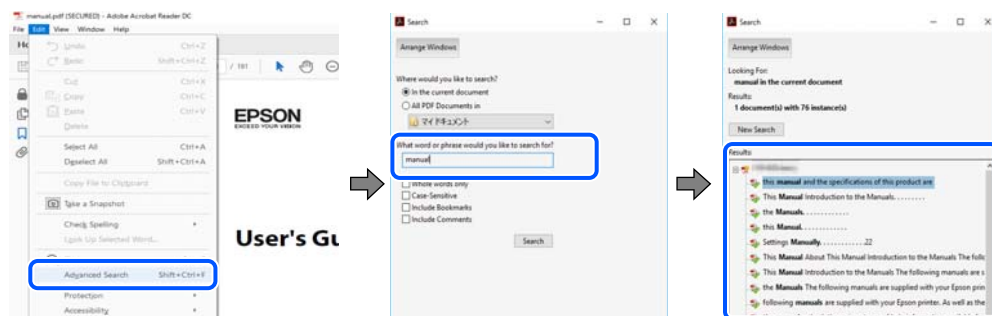 manual.pdf (SECURED) - Adobe Acrobat Reader DC
File Edit View Window Help
Undo Ctrl+Z
Redo Shift+Ctrl+Z
Cut Ctrl+X
Copy Ctrl+C
Paste Ctrl+V
Delete
Select All Ctrl+A
Deselect All Shift+Ctrl+A
Copy File to Clipboard
Take a Snapshot
Check Spelling
Look Up Selected Word...
Advanced Search Shift+Ctrl+F
Protection
Accessibility
/ 191
EPSON
EXCEED YOUR VISION
User's Gu
Search
Arrange Windows
Where would you like to search?
In the current document
All PDF Documents in
マイ ドキュメント
What word or phrase would you like to search for?
manual
Whole words only
Case-Sensitive
Include Bookmarks
Include Comments
Search
Search
Arrange Windows
Looking For:
manual in the current document
Results:
1 document(s) with 76 instance(s)
New Search
Results:
this manual and the specifications of this product are
This Manual Introduction to the Manuals.........
the Manuals.............
this Manual.............
Settings Manually.............22
This Manual About This Manual Introduction to the Manuals The follo
This Manual Introduction to the Manuals The following manuals are s
the Manuals The following manuals are supplied with your Epson prin
following manuals are supplied with your Epson printer. As well as the